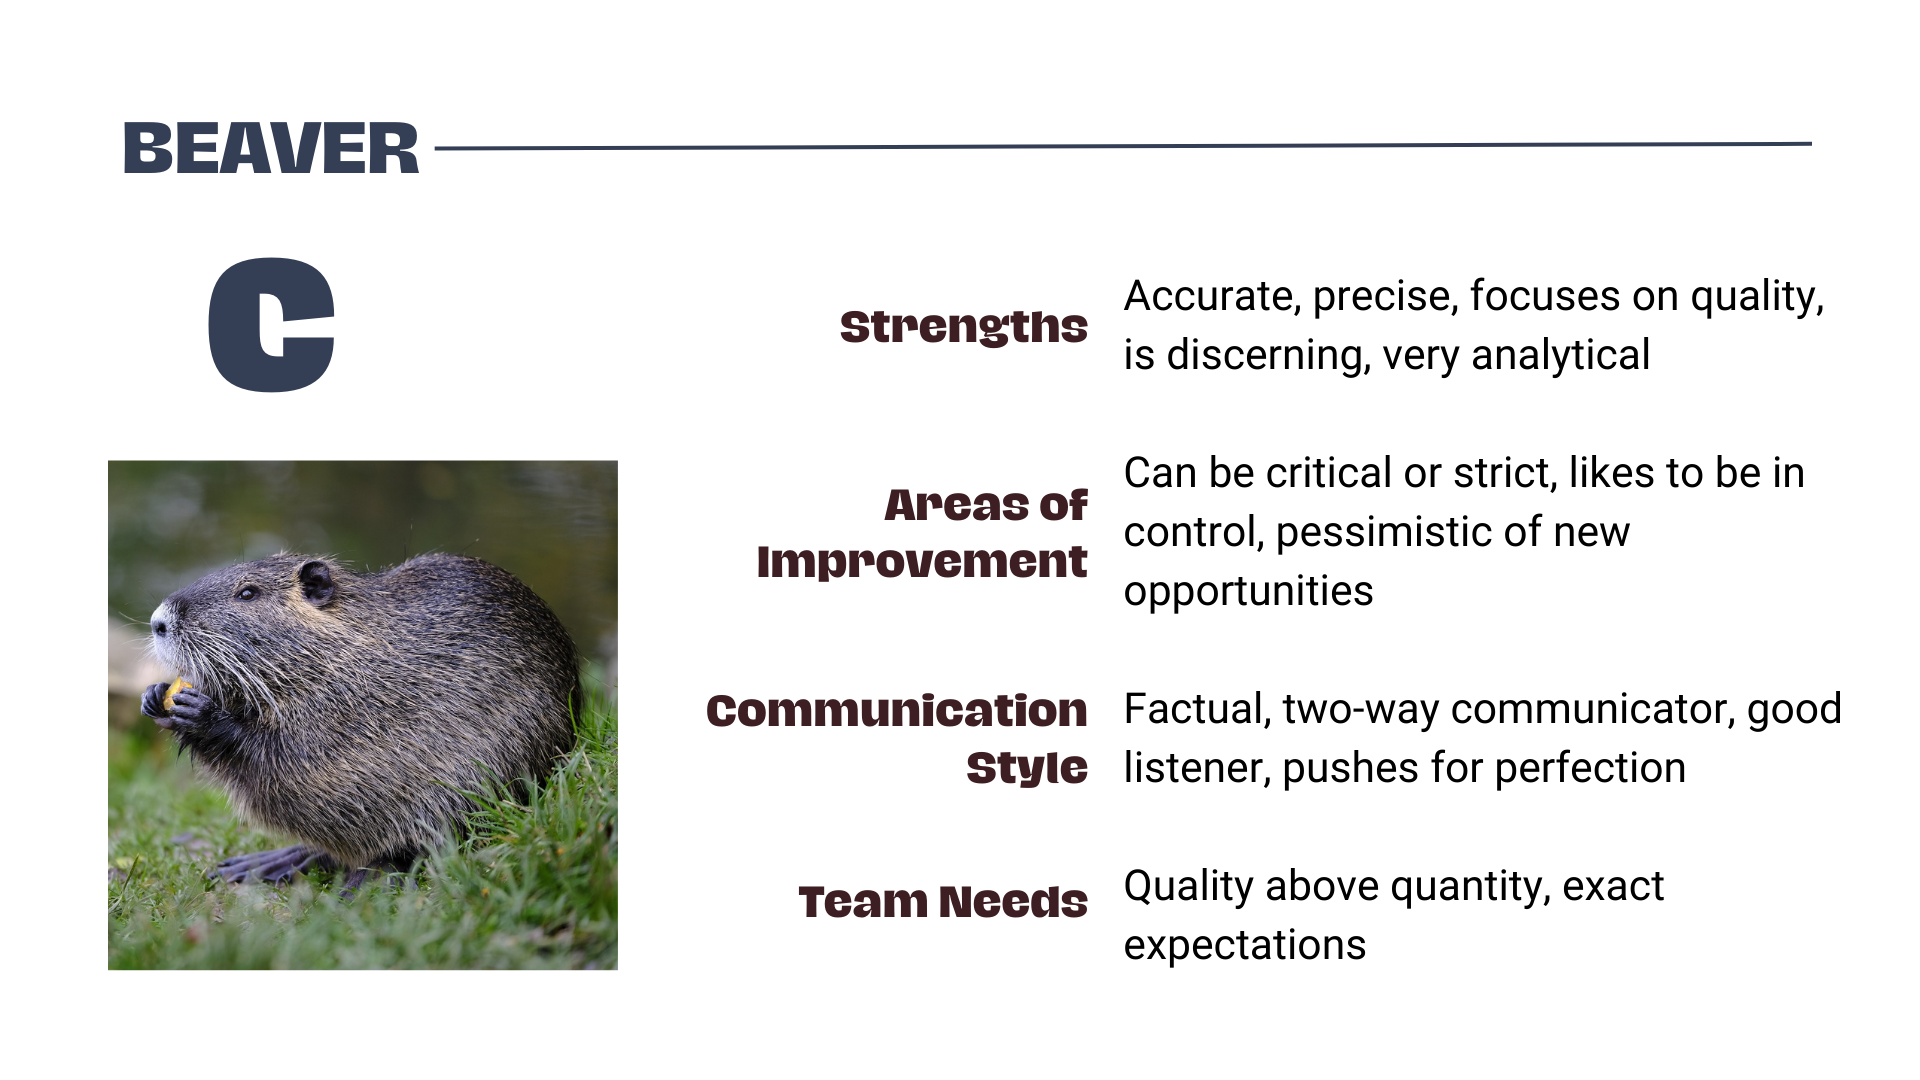 BEAVER
C
Strengths
Accurate, precise, focuses on quality,
is discerning, very analytical
Areas of
Improvement
Can be critical or strict, likes to be in
control, pessimistic of new
opportunities
Communication
Style
Factual, two-way communicator, good
listener, pushes for perfection
Team Needs
Quality above quantity, exact
expectations